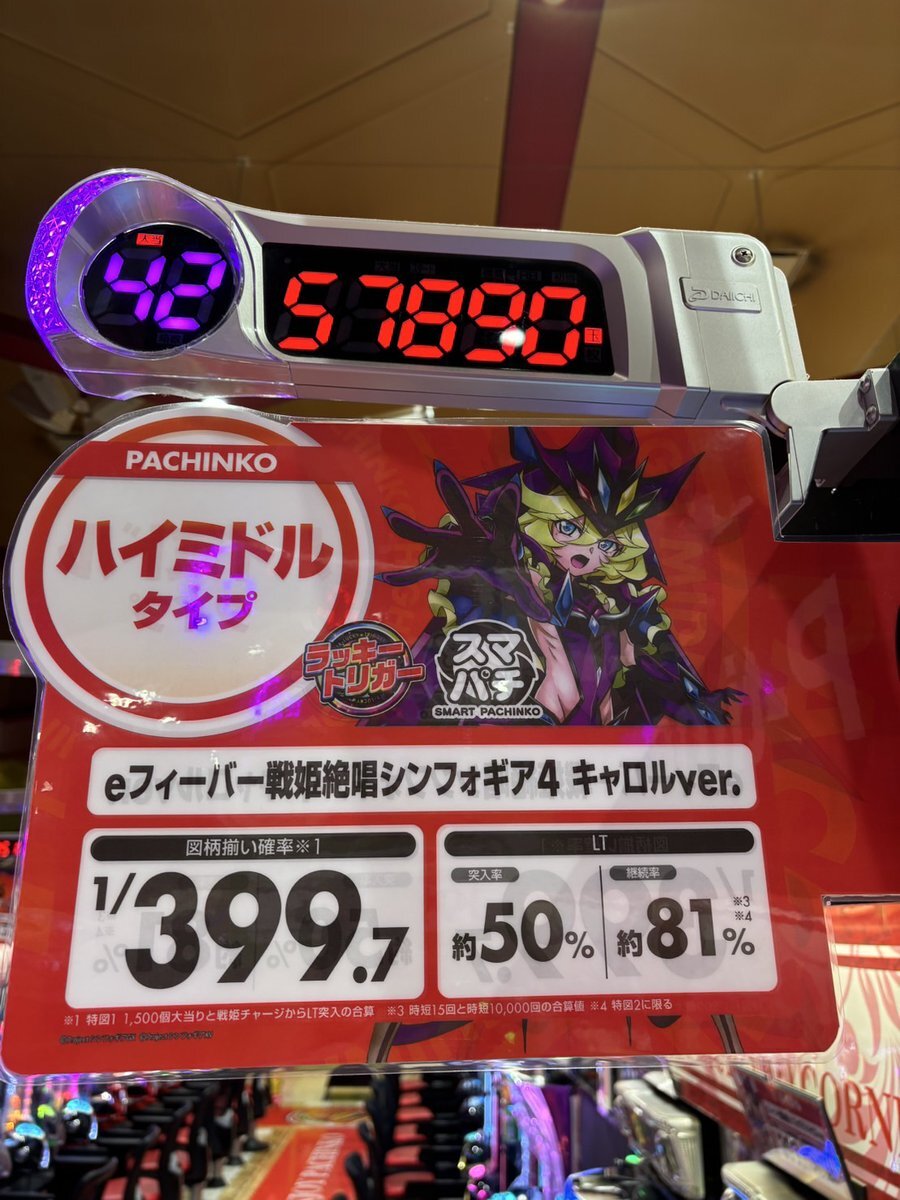 大当
42
57890
玉
DAIICHI
PACHINKO
ハイミドル
タイプ
ラッキー
トリガー
スマ
パチ
SMART PACHINKO
eフィーバー戦姫絶唱シンフォギア4 キャロルver.
図柄揃い確率※1
1/399.7
LT
突入率
約50%
継続率
約81%※3
※4
※1 特図1 1,500個大当りと戦姫チャージからLT突入の合算 ※3 時短15回と時短10,000回の合算値 ※4 特図2に限る